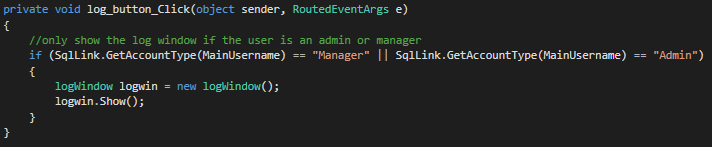 private void log_button_Click(object sender, RoutedEventArgs e)
{
    //only show the log window if the user is an admin or manager
    if (SqlLink.GetAccountType(MainUsername) == "Manager" || SqlLink.GetAccountType(MainUsername) == "Admin")
    {
        logWindow logwin = new logWindow();
        logwin.Show();
    }
}